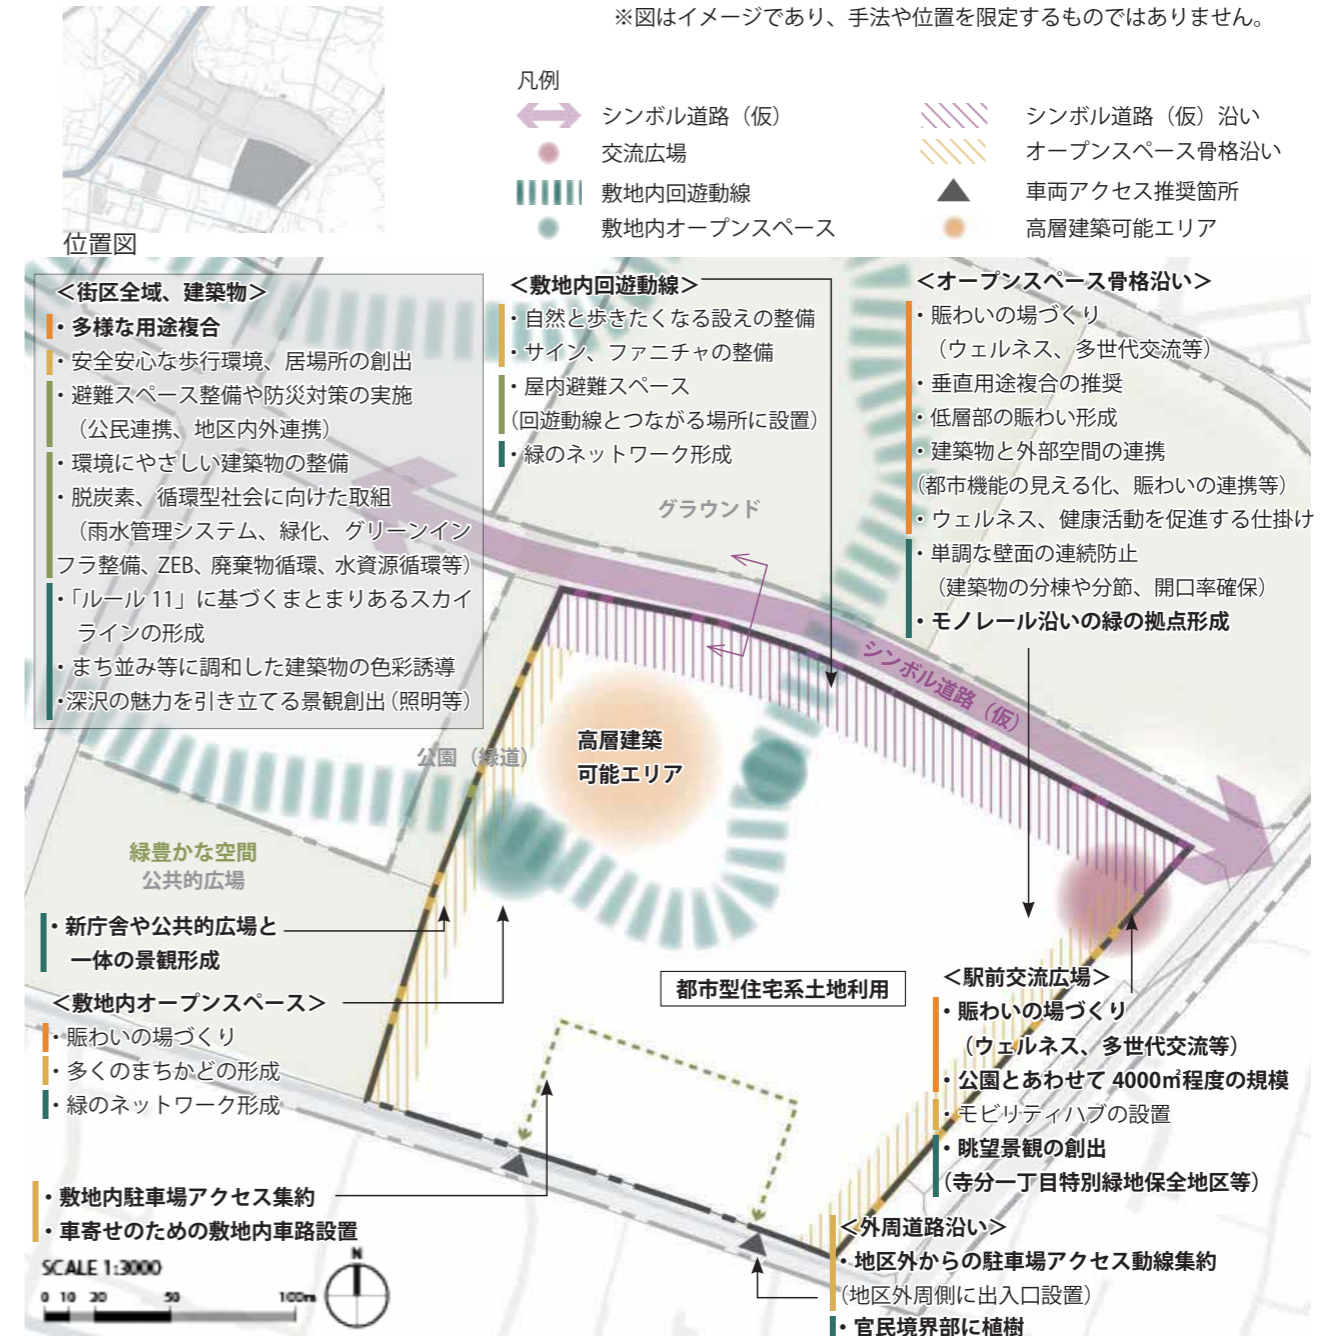 ※図はイメージであり、手法や位置を限定するものではありません。
位置図
凡例
シンボル道路（仮）
交流広場
敷地内回遊動線
敷地内オープンスペース
シンボル道路（仮）沿い
オープンスペース骨格沿い
車両アクセス推奨箇所
高層建築可能エリア
＜街区全域、建築物＞
・多様な用途複合
・安全安心な歩行環境、居場所の創出
・避難スペース整備や防災対策の実施
（公民連携、地区内外連携）
・環境にやさしい建築物の整備
・脱炭素、循環型社会に向けた取組
（雨水管理システム、緑化、グリーンイン
フラ整備、ZEB、廃棄物循環、水資源循環等）
・「ルール 11」に基づくまとまりあるスカイ
ラインの形成
・まち並み等に調和した建築物の色彩誘導
・深沢の魅力を引き立てる景観創出（照明等）
＜敷地内回遊動線＞
・自然と歩きたくなる設えの整備
・サイン、ファニチャの整備
・屋内避難スペース
（回遊動線とつながる場所に設置）
・緑のネットワーク形成
＜オープンスペース骨格沿い＞
・賑わいの場づくり
（ウェルネス、多世代交流等）
・垂直用途複合の推奨
・低層部の賑わい形成
・建築物と外部空間の連携
（都市機能の見える化、賑わいの連携等）
・ウェルネス、健康活動を促進する仕掛け
・単調な壁面の連続防止
（建築物の分棟や分節、開口率確保）
・モノレール沿いの緑の拠点形成
グラウンド
シンボル道路（仮）
公園（緑道）
高層建築
可能エリア
緑豊かな空間
公共的広場
・新庁舎や公共的広場と
一体の景観形成
＜敷地内オープンスペース＞
・賑わいの場づくり
・多くのまちかどの形成
・緑のネットワーク形成
都市型住宅系土地利用
＜駅前交流広場＞
・賑わいの場づくり
（ウェルネス、多世代交流等）
・公園とあわせて 4000㎡程度の規模
・モビリティハブの設置
・眺望景観の創出
（寺分一丁目特別緑地保全地区等）
・敷地内駐車場アクセス集約
・車寄せのための敷地内車路設置
＜外周道路沿い＞
・地区外からの駐車場アクセス動線集約
（地区外周側に出入口設置）
・官民境界部に植樹
SCALE 1:3000
0 10 20 50 100m
N